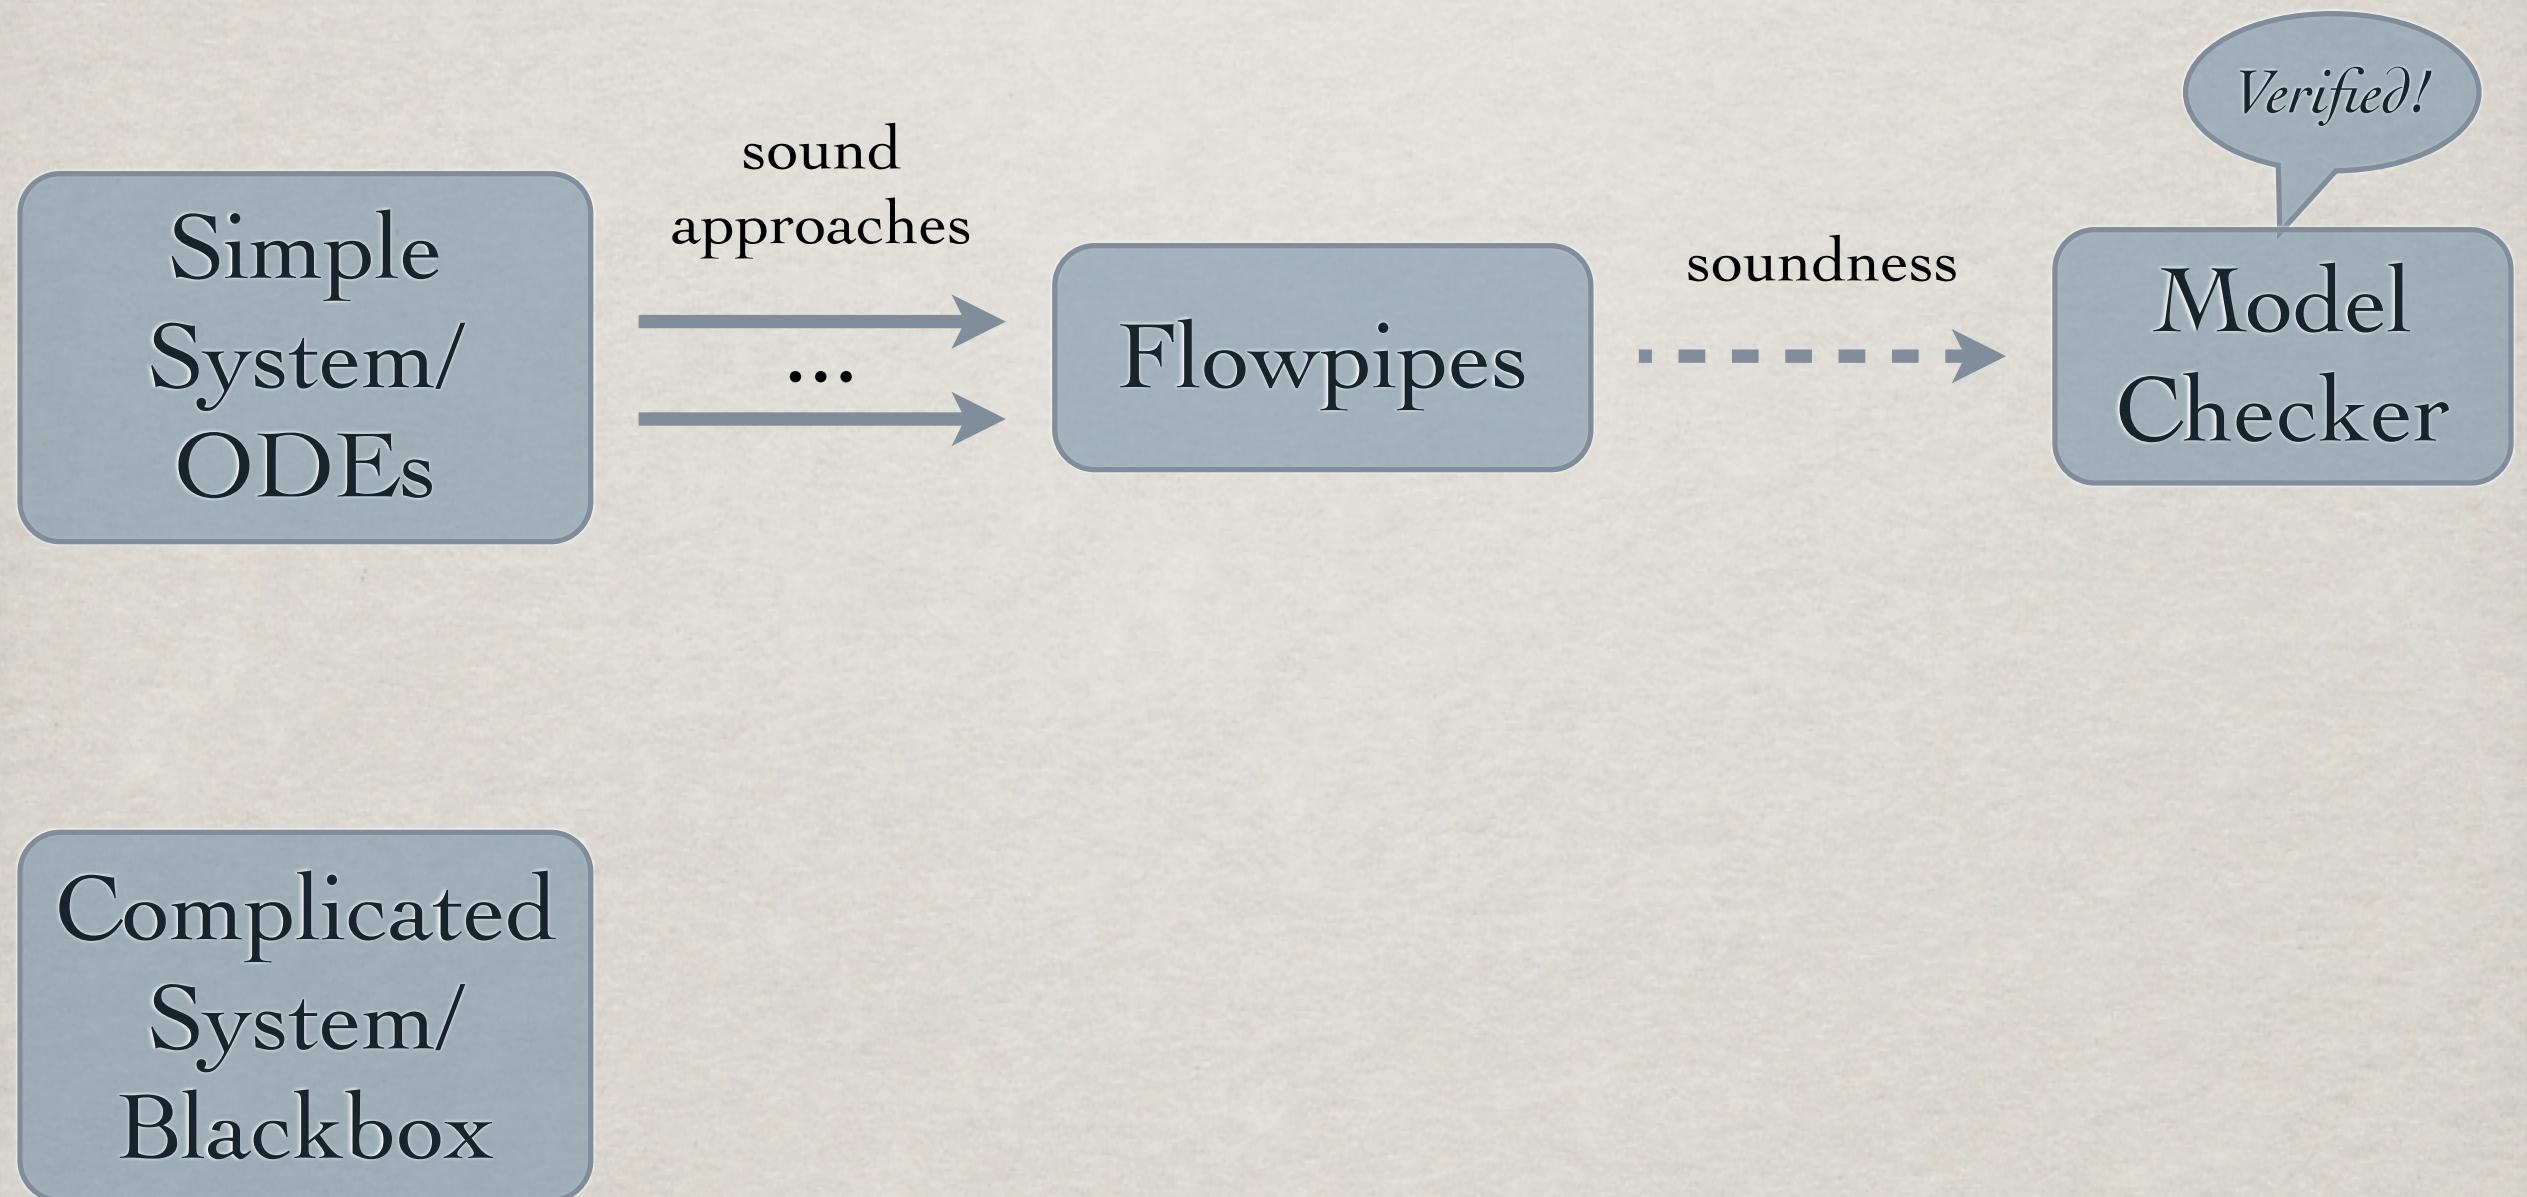 Verified!
sound
approaches
Simple
System/
ODEs
...
Flowpipes
soundness
Model
Checker
Complicated
System/
Blackbox